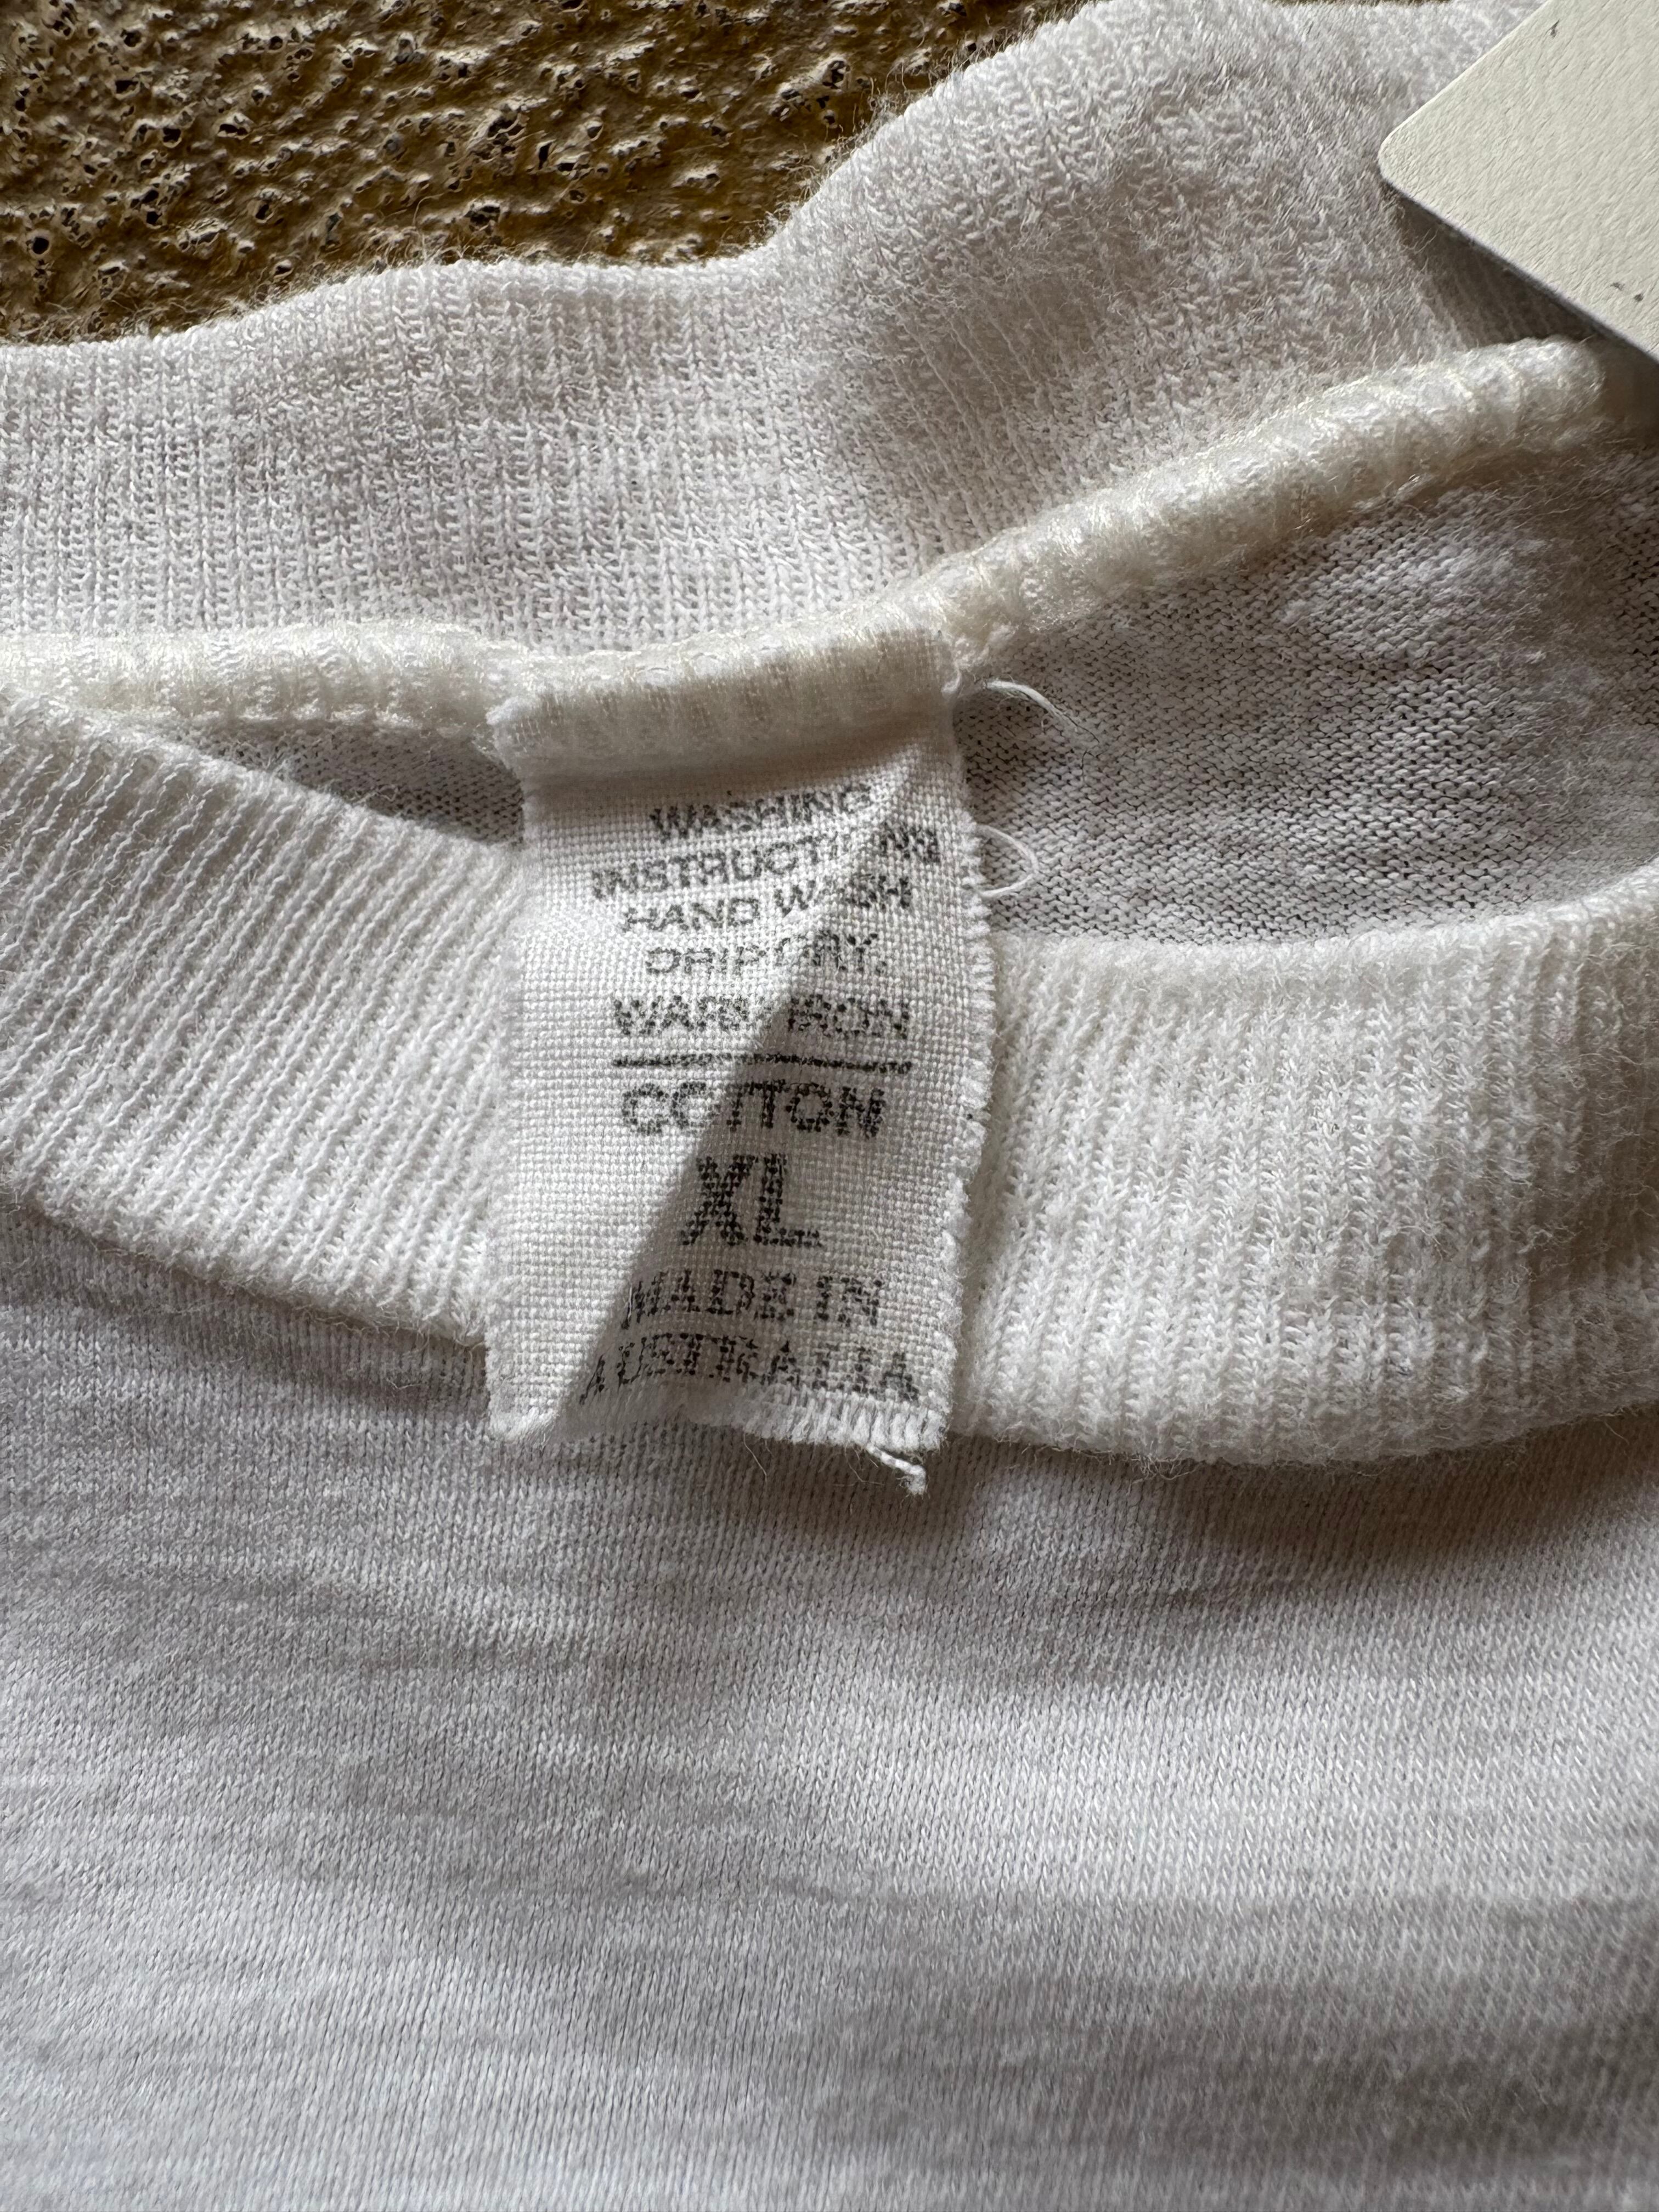 WASHING
INSTRUCTIONS
HAND WASH
DRIP DRY.
WARM IRON
COTTON
XL
MADE IN
AUSTRALIA